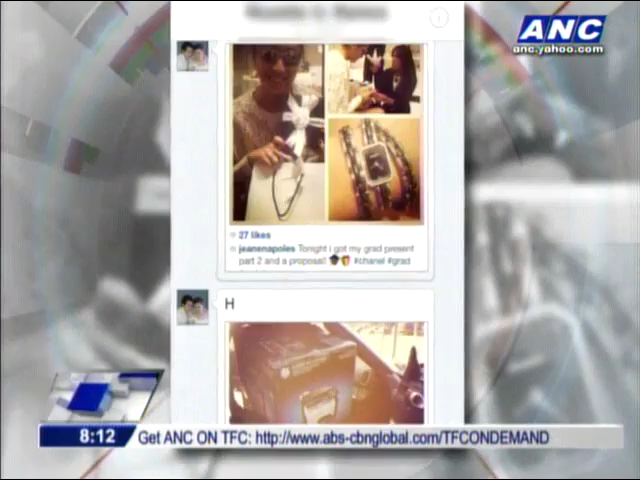 ANC
anc.yahoo.com
27 likes
jeanenapoles Tonight i got my grad present
part 2 and a proposal! #chanel #grad
H
8:12 Get ANC ON TFC: http://www.abs-cbnglobal.com/TFCONDEMAND